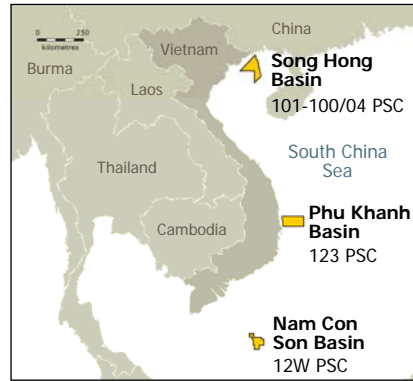 0 250
kilometres
China
Vietnam
Burma
Laos
Song Hong
Basin
101-100/04 PSC
Thailand
South China
Sea
Cambodia
Phu Khanh
Basin
123 PSC
Nam Con
Son Basin
12W PSC